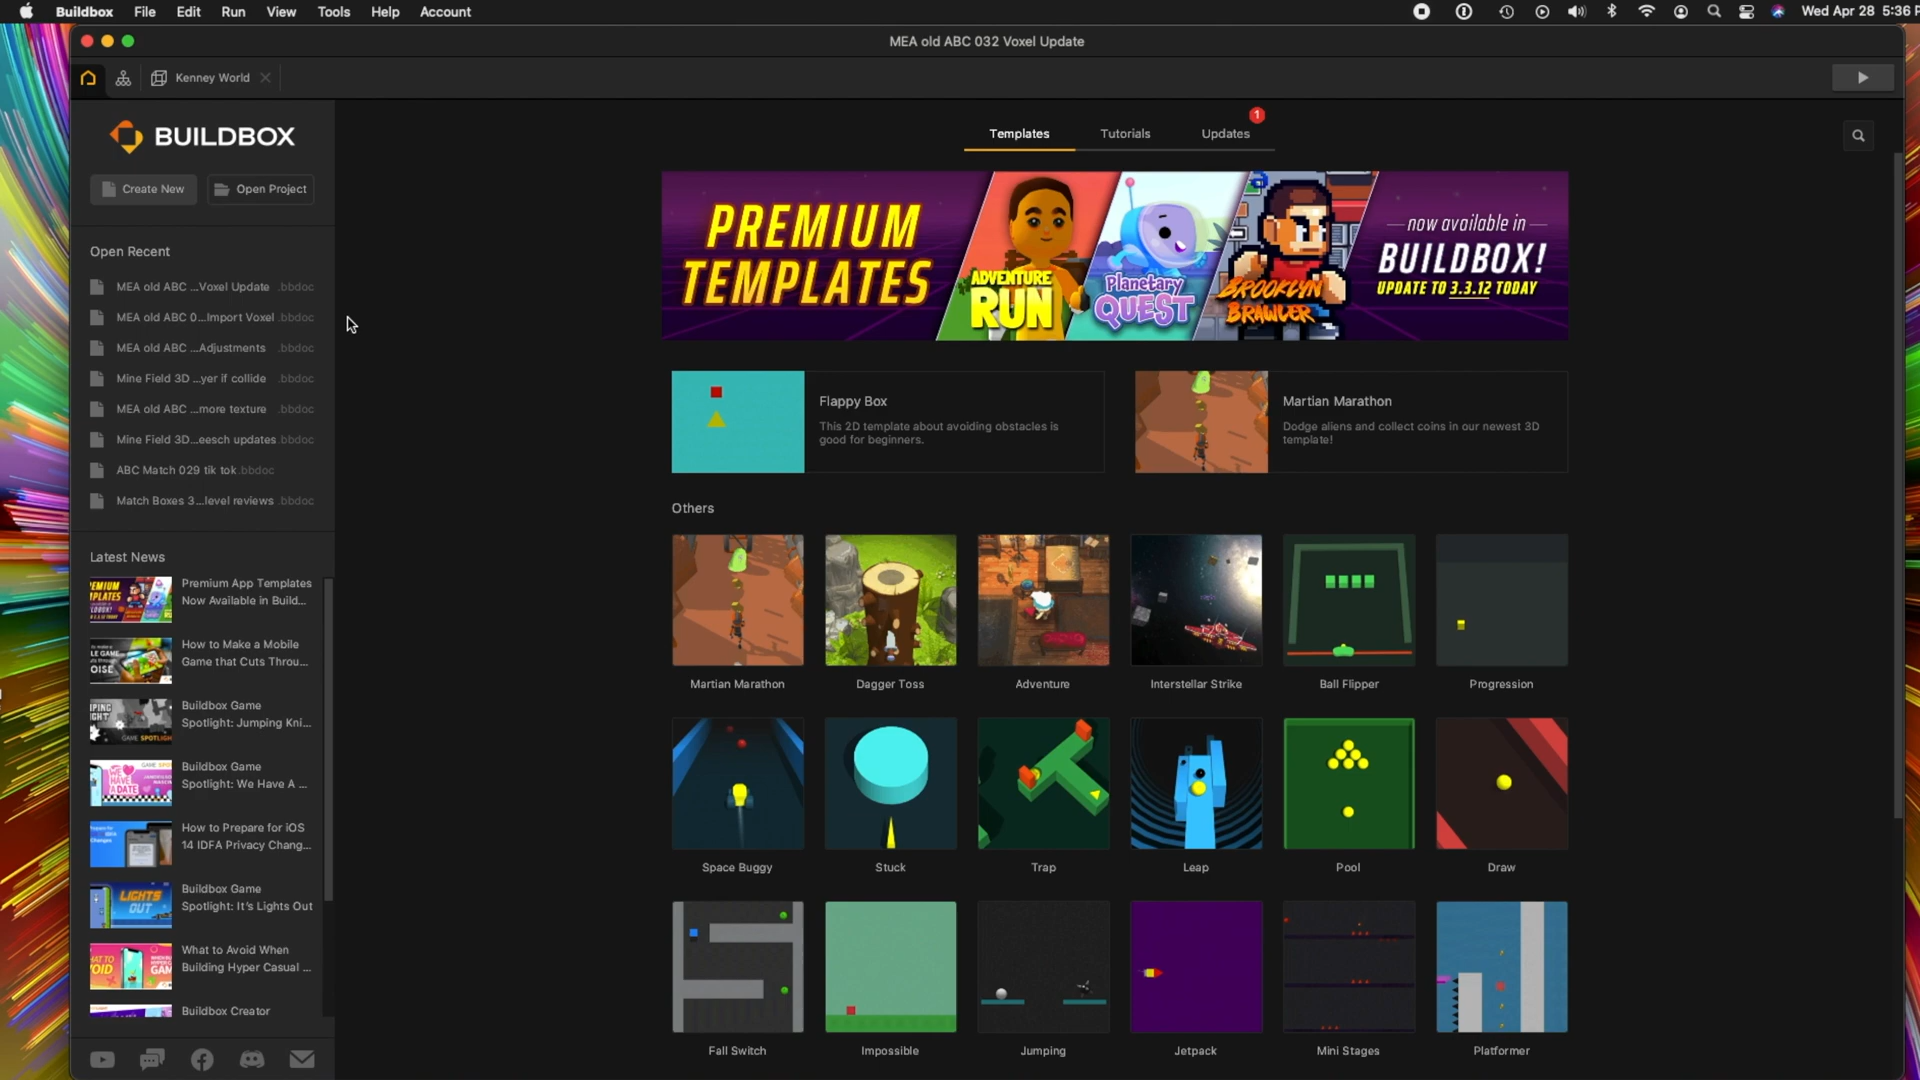 Buildbox File Edit Run View Tools Help Account
Wed Apr 28 5:36 P
MEA old ABC 032 Voxel Update
Kenney World
BUILDBOX
Create New
Open Project
Open Recent
MEA old ABC ...Voxel Update .bbdoc
MEA old ABC 0...Import Voxel .bbdoc
MEA old ABC ...Adjustments .bbdoc
Mine Field 3D ...yer if collide .bbdoc
MEA old ABC ...more texture .bbdoc
Mine Field 3D...eesch updates .bbdoc
ABC Match 029 tik tok.bbdoc
Match Boxes 3...level reviews .bbdoc
Latest News
Premium App Templates
Now Available in Build...
How to Make a Mobile
Game that Cuts Throu...
Buildbox Game
Spotlight: Jumping Kni...
Buildbox Game
Spotlight: We Have A ...
How to Prepare for iOS
14 IDFA Privacy Chang...
Buildbox Game
Spotlight: It's Lights Out
What to Avoid When
Building Hyper Casual ...
Buildbox Creator
Templates
Tutorials
Updates
1
PREMIUM
TEMPLATES
ADVENTURE
RUN
Planetary
QUEST
BROOKLYN
BRAWLER
now available in
BUILDBOX!
UPDATE TO 3.3.12 TODAY
Flappy Box
This 2D template about avoiding obstacles is
good for beginners.
Martian Marathon
Dodge aliens and collect coins in our newest 3D
template!
Others
Martian Marathon
Dagger Toss
Adventure
Interstellar Strike
Ball Flipper
Progression
Space Buggy
Stuck
Trap
Leap
Pool
Draw
Fall Switch
Impossible
Jumping
Jetpack
Mini Stages
Platformer